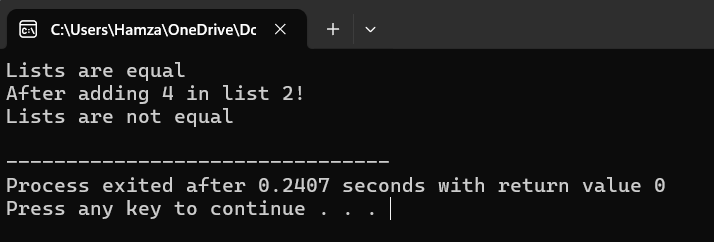 C:\Users\Hamza\OneDrive\Dc
Lists are equal
After adding 4 in list 2!
Lists are not equal
--------------------------------
Process exited after 0.2407 seconds with return value 0
Press any key to continue . . .